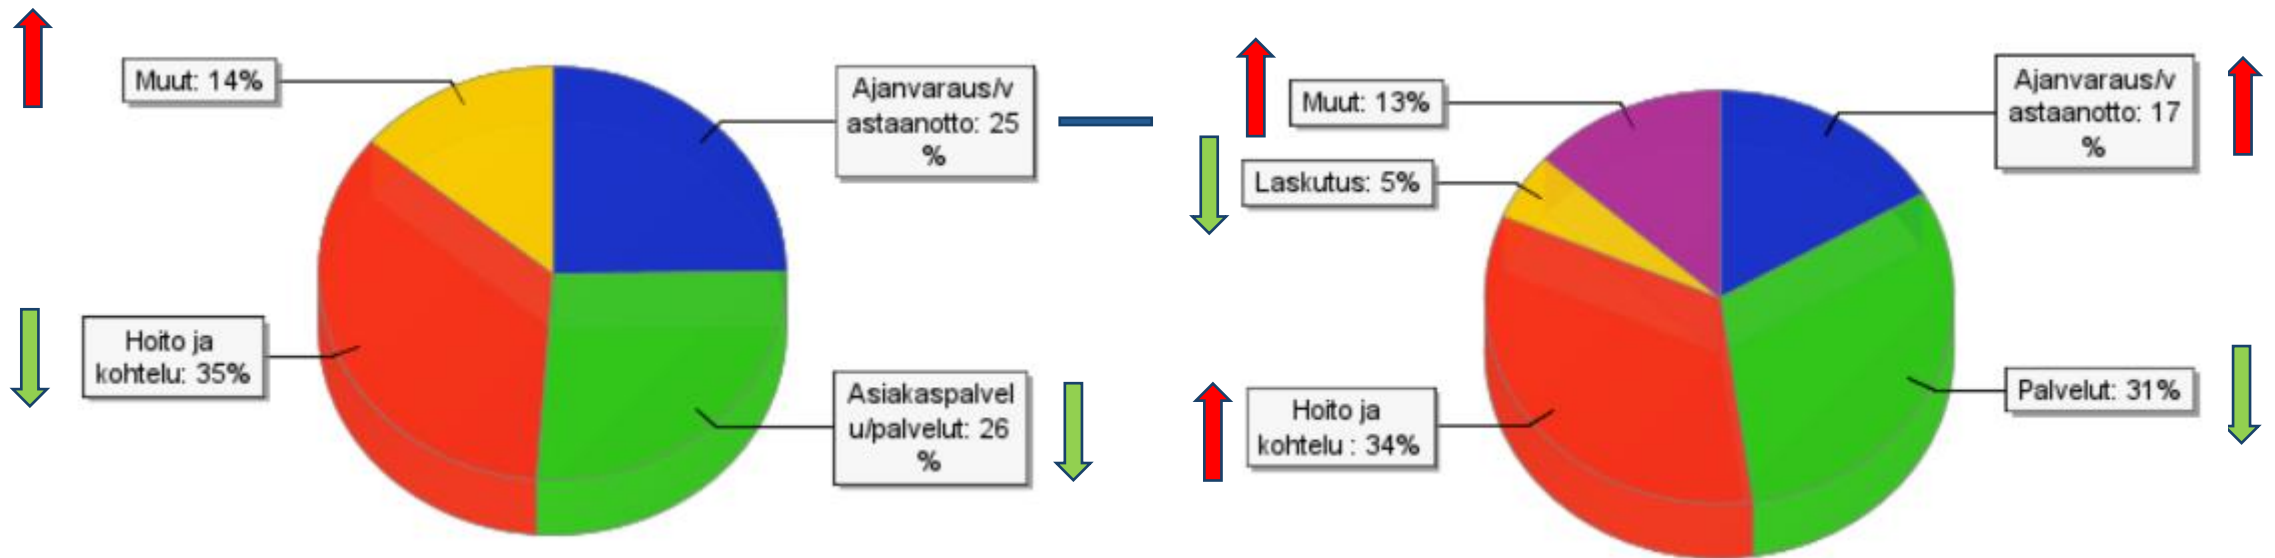 Muut: 14%
Ajanvaraus/v
astaanotto: 25
%
Hoito ja
kohtelu: 35%
Asiakaspalvel
u/palvelut: 26
%
Muut: 13%
Laskutus: 5%
Ajanvaraus/v
astaanotto: 17
%
Hoito ja
kohtelu : 34%
Palvelut: 31%